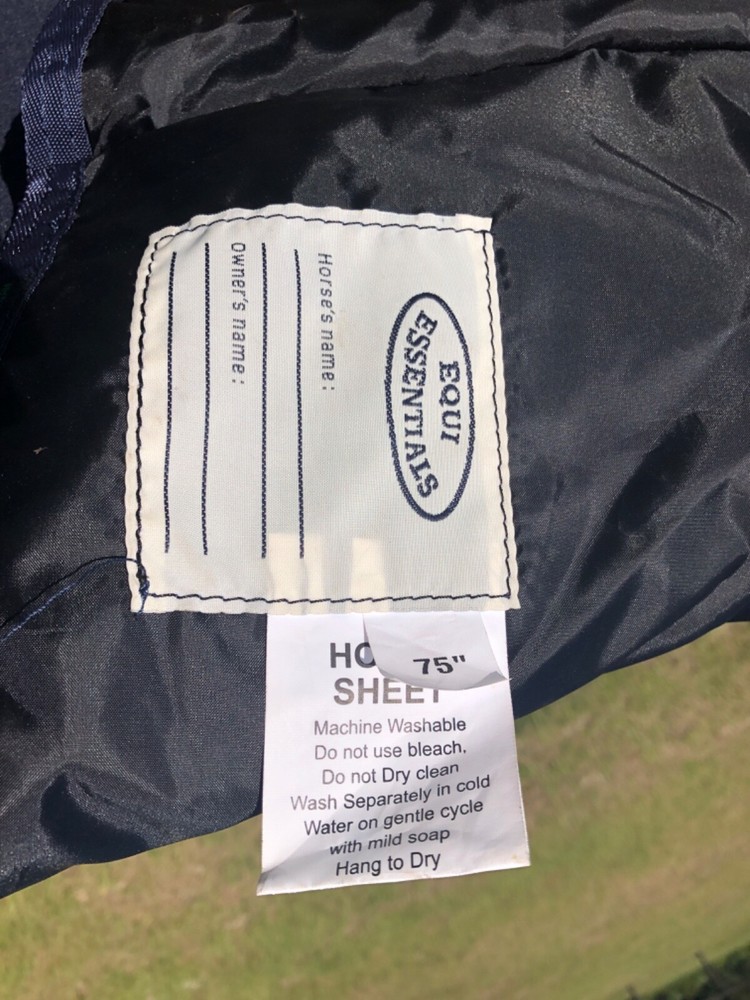 EQUI
ESSENTIALS
Horse's name:
Owner's name:
75"
HO
SHEET
Machine Washable
Do not use bleach.
Do not Dry clean
Wash Separately in cold
Water on gentle cycle
with mild soap
Hang to Dry